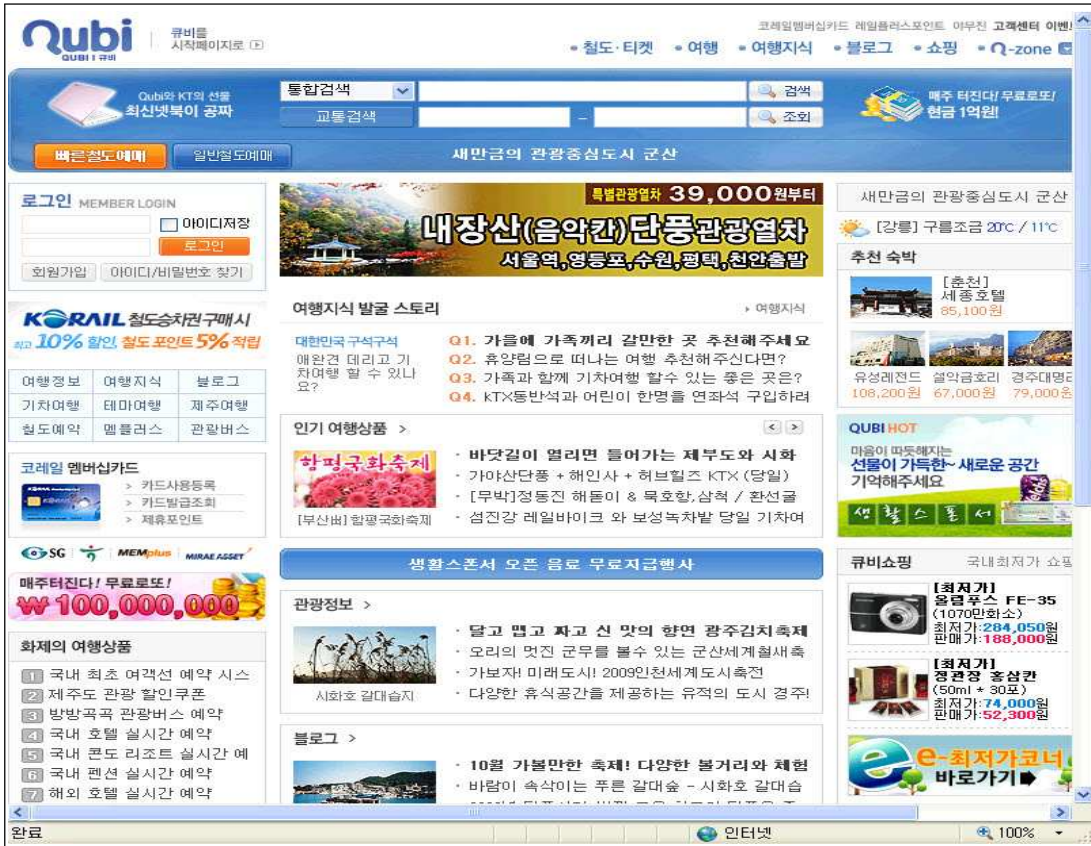 Qubi
QUBI | 큐비
큐비를
시작페이지로
코레일멤버십카드 레일플러스포인트 야무진 고객센터 이벤
철도·티켓 여행 여행지식 블로그 쇼핑 Q-zone
Qubi와 KT의 선물
최신넷북이 공짜
통합검색
검색
교통검색
–
조회
매주 터진다! 무료로또!
현금 1억원!
빠른철도예매
일반철도예매
새만금의 관광중심도시 군산
로그인 MEMBER LOGIN
아이디저장
로그인
회원가입
아이디/비밀번호 찾기
KORAIL 철도승차권 구매시
최고 10% 할인, 철도 포인트 5% 적립
여행정보 여행지식 블로그
기차여행 테마여행 제주여행
철도예약 멤플러스 관광버스
코레일 멤버십카드
> 카드사용등록
> 카드발급조회
> 제휴포인트
SG MEMplus MIRAE ASSET
매주터진다! 무료로또!
₩100,000,000
화제의 여행상품
1 국내 최초 여객선 예약 시스
2 제주도 관광 할인쿠폰
3 방방곡곡 관광버스 예약
4 국내 호텔 실시간 예약
5 국내 콘도 리조트 실시간 예
6 국내 펜션 실시간 예약
7 해외 호텔 실시간 예약
특별관광열차 39,000원부터
내장산(음악칸)단풍관광열차
서울역,영등포,수원,평택,천안출발
여행지식 발굴 스토리
여행지식
대한민국 구석구석
애완견 데리고 기
차여행 할 수 있나
요?
Q1. 가을에 가족끼리 갈만한 곳 추천해주세요
Q2. 휴양림으로 떠나는 여행 추천해주신다면?
Q3. 가족과 함께 기차여행 할수 있는 좋은 곳은?
Q4. KTX동반석과 어린이 한명을 연좌석 구입하려
인기 여행상품 >
< >
함평국화축제
[부산出] 함평국화축제
· 바닷길이 열리면 들어가는 제부도와 시화
· 가야산단풍 + 해인사 + 허브힐즈 KTX (당일)
· [무박]정동진 해돋이 & 묵호항,삼척 / 환선굴
· 섬진강 레일바이크 와 보성녹차밭 당일 기차여
생활스폰서 오픈 음료 무료지급행사
관광정보 >
시화호 갈대습지
· 달고 맵고 짜고 신 맛의 향연 광주김치축제
· 오리의 멋진 군무를 볼수 있는 군산세계철새축
· 가보자! 미래도시! 2009인천세계도시축전
· 다양한 휴식공간을 제공하는 유적의 도시 경주!
블로그 >
· 10월 가볼만한 축제! 다양한 볼거리와 체험
· 바람이 속삭이는 푸른 갈대숲 - 시화호 갈대습
새만금의 관광중심도시 군산
[강릉] 구름조금 20℃ / 11℃
추천 숙박
[춘천]
세종호텔
85,100원
유성레전드 설악금호리 경주대명리
108,200원 67,000원 79,000원
QUBI HOT
마음이 따뜻해지는
선물이 가득한~ 새로운 공간
기억해주세요
생활스폰서
큐비쇼핑
국내최저가 쇼핑
[최저가]
올림푸스 FE-35
(1070만화소)
최저가:284,050원
판매가:188,000원
[최저가]
정관장 홍삼칸
(50ml * 30포)
최저가:74,000원
판매가:52,300원
e-최저가코너
바로가기
완료
인터넷
100%